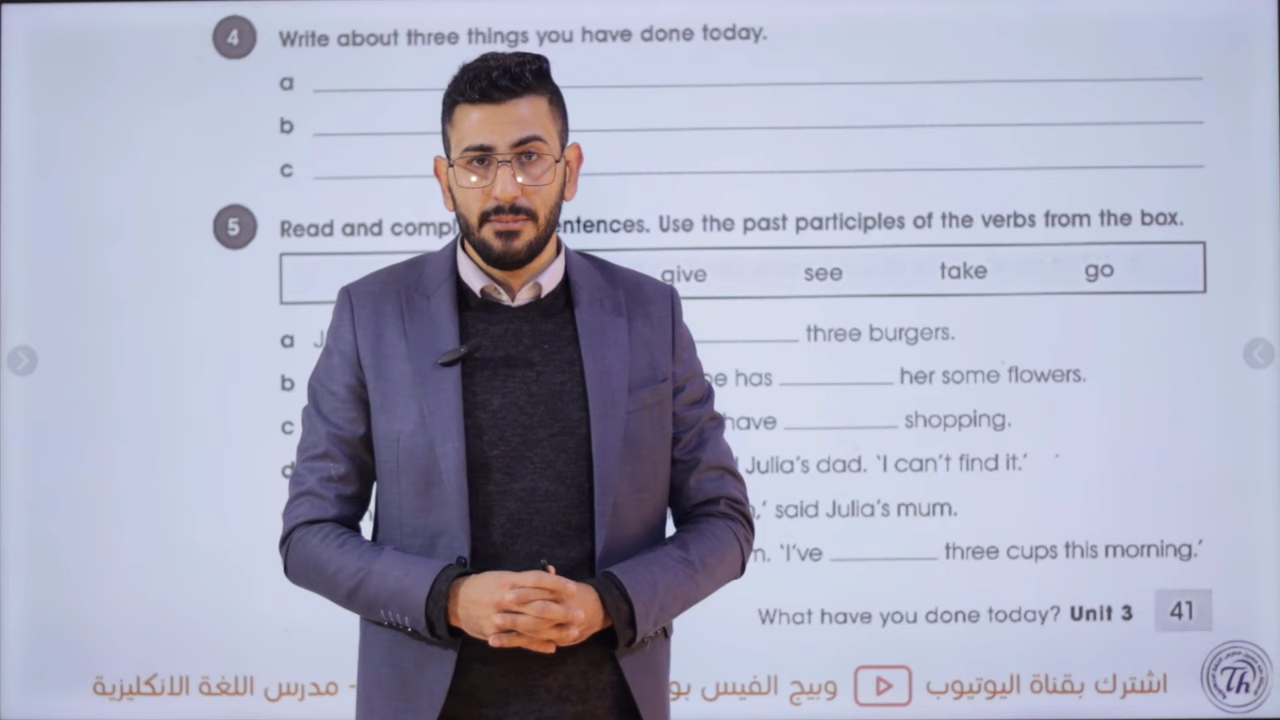 4 Write about three things you have done today.
a
b
c
5 Read and comp entences. Use the past participles of the verbs from the box.
give see take go
a J three burgers.
b e has her some flowers.
c have shopping.
d Julia's dad. 'I can't find it.'
,' said Julia's mum.
'I've three cups this morning.'
What have you done today? Unit 3 41
اشترك بقناة اليوتيوب وبيج الفيس بو - مدرس اللغة الانكليزية
Th